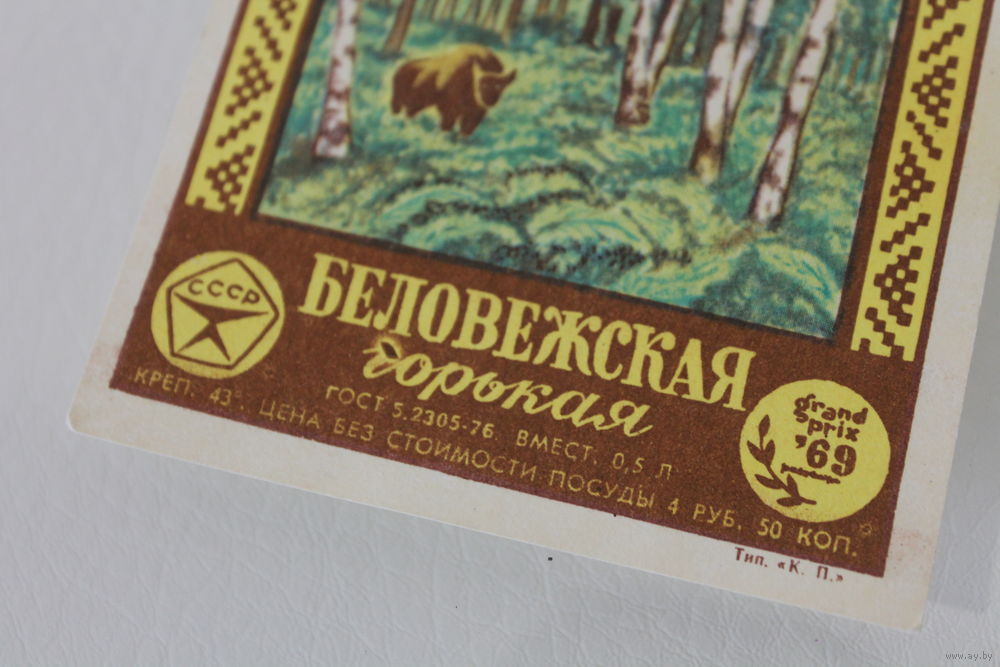 СССР
БЕЛОВЕЖСКАЯ
горькая
ГОСТ 5.2305-76. ВМЕСТ. 0,5 Л
КРЕП. 43°. ЦЕНА БЕЗ СТОИМОСТИ ПОСУДЫ 4 РУБ. 50 КОП.
grand
prix
'69
Тип. «К. П.»
www.ay.by